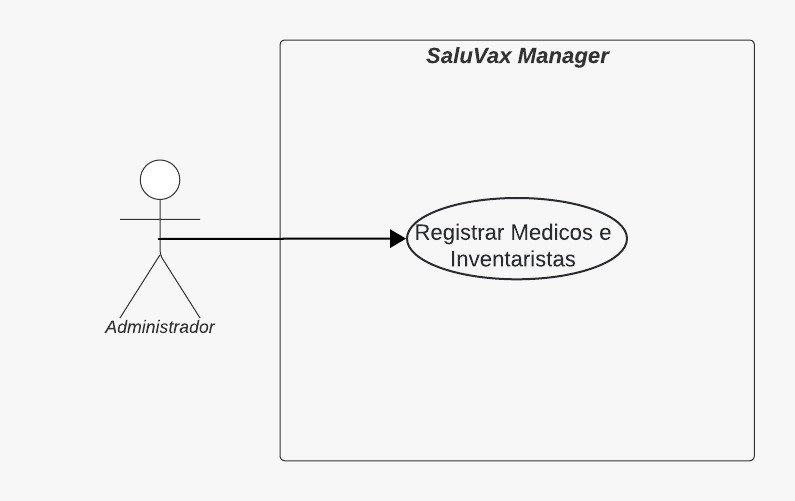 SaluVax Manager
Registrar Medicos e
Inventaristas
Administrador